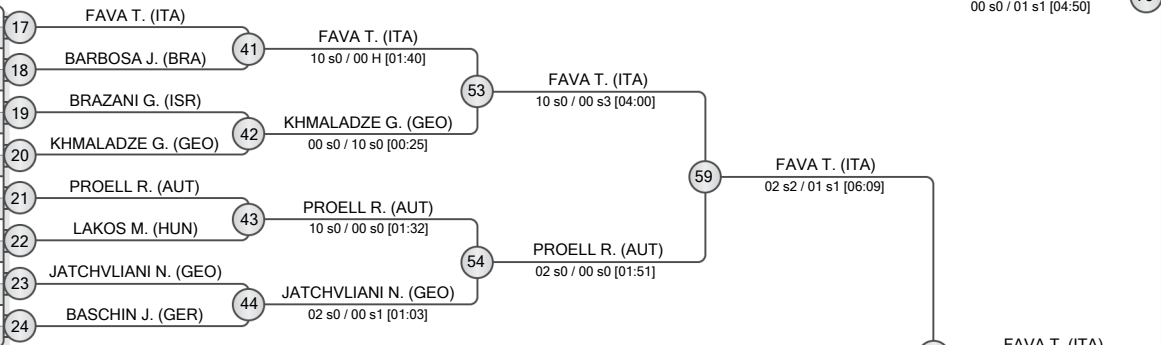 00 s0 / 01 s1 [04:50]
17
FAVA T. (ITA)
18
BARBOSA J. (BRA)
41
FAVA T. (ITA)
10 s0 / 00 H [01:40]
19
BRAZANI G. (ISR)
20
KHMALADZE G. (GEO)
42
KHMALADZE G. (GEO)
00 s0 / 10 s0 [00:25]
53
FAVA T. (ITA)
10 s0 / 00 s3 [04:00]
21
PROELL R. (AUT)
22
LAKOS M. (HUN)
43
PROELL R. (AUT)
10 s0 / 00 s0 [01:32]
23
JATCHVLIANI N. (GEO)
24
BASCHIN J. (GER)
44
JATCHVLIANI N. (GEO)
02 s0 / 00 s1 [01:03]
54
PROELL R. (AUT)
02 s0 / 00 s0 [01:51]
59
FAVA T. (ITA)
02 s2 / 01 s1 [06:09]
FAVA T. (ITA)